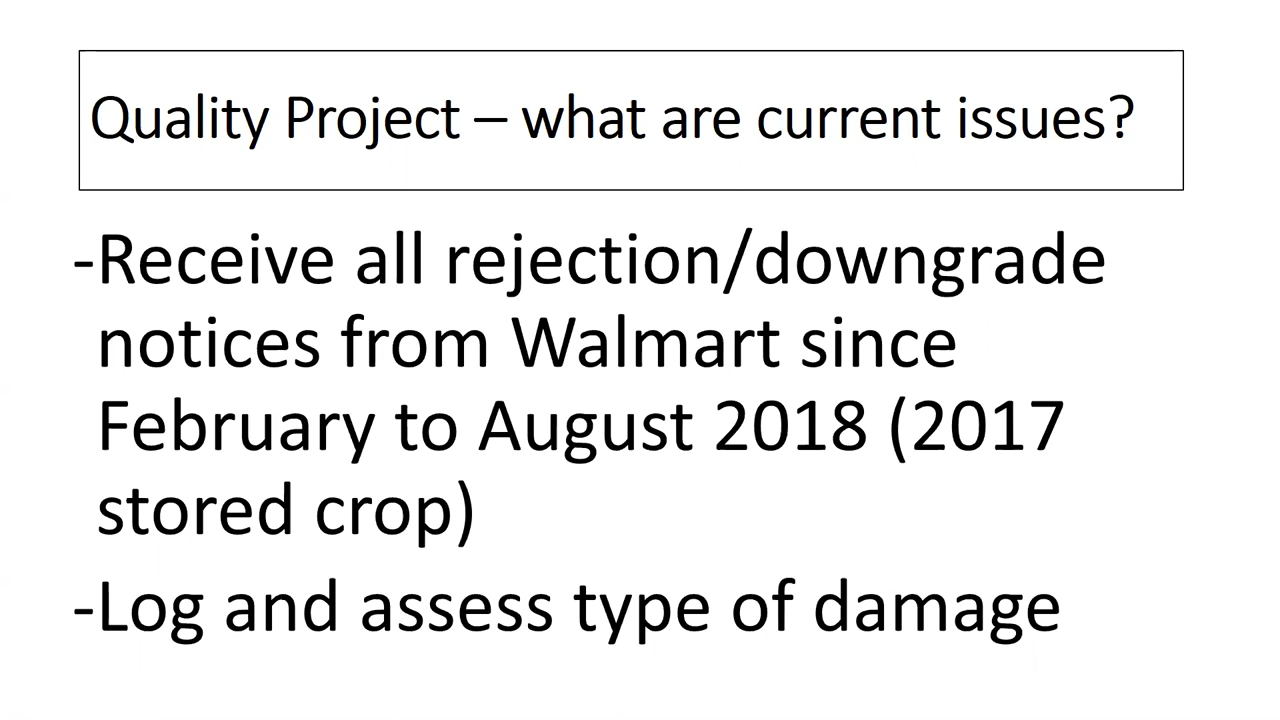 Quality Project – what are current issues?
-Receive all rejection/downgrade
notices from Walmart since
February to August 2018 (2017
stored crop)
-Log and assess type of damage